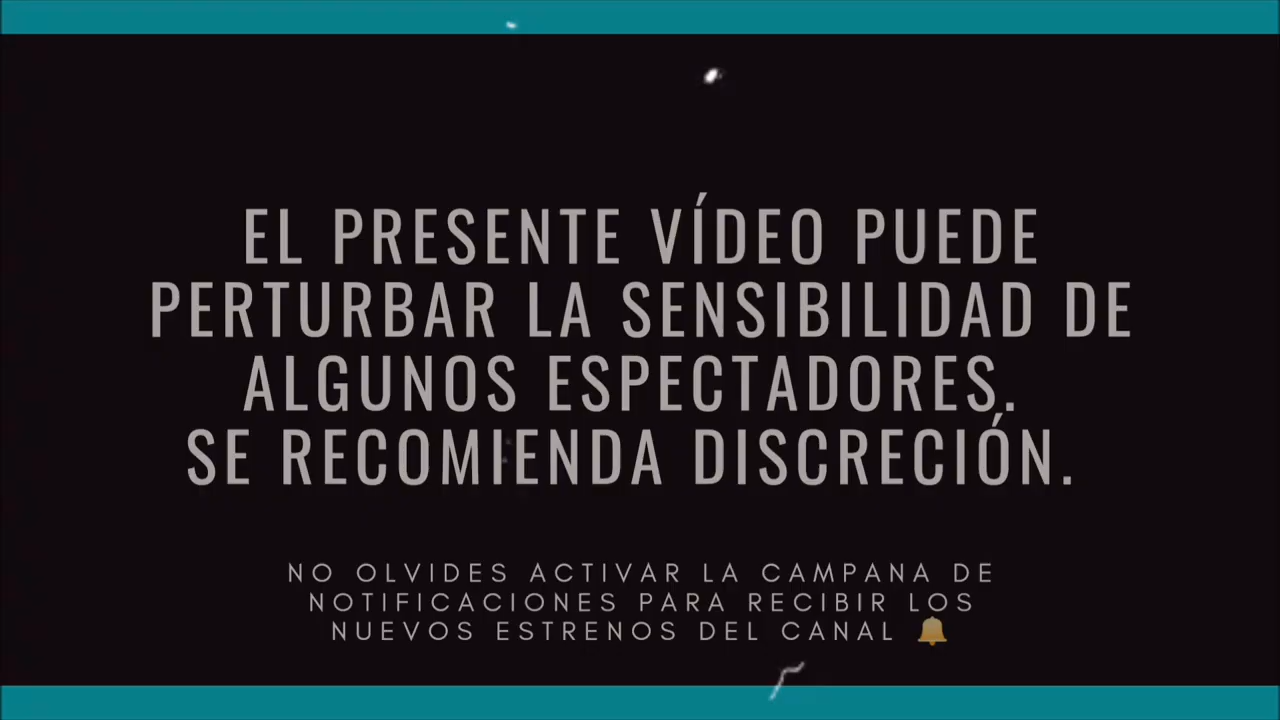 EL PRESENTE VÍDEO PUEDE
PERTURBAR LA SENSIBILIDAD DE
ALGUNOS ESPECTADORES.
SE RECOMIENDA DISCRECIÓN.
NO OLVIDES ACTIVAR LA CAMPANA DE
NOTIFICACIONES PARA RECIBIR LOS
NUEVOS ESTRENOS DEL CANAL 🔔